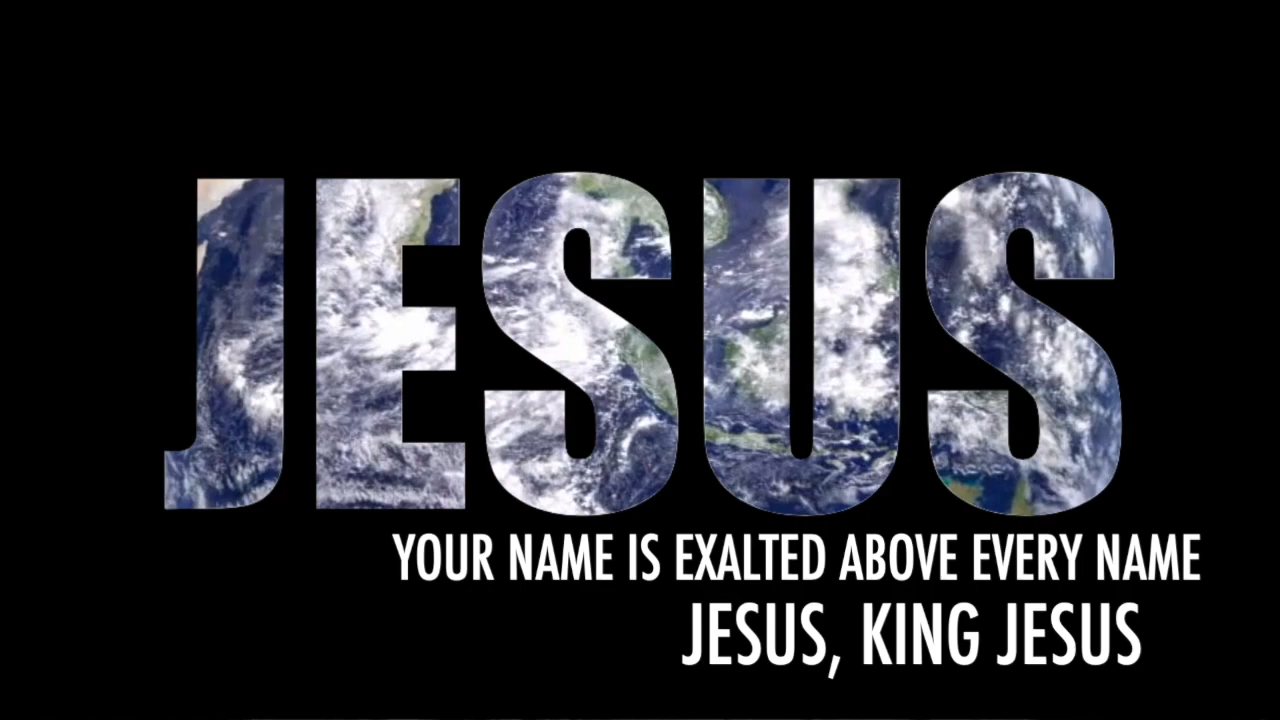 JESUS
YOUR NAME IS EXALTED ABOVE EVERY NAME
JESUS, KING JESUS